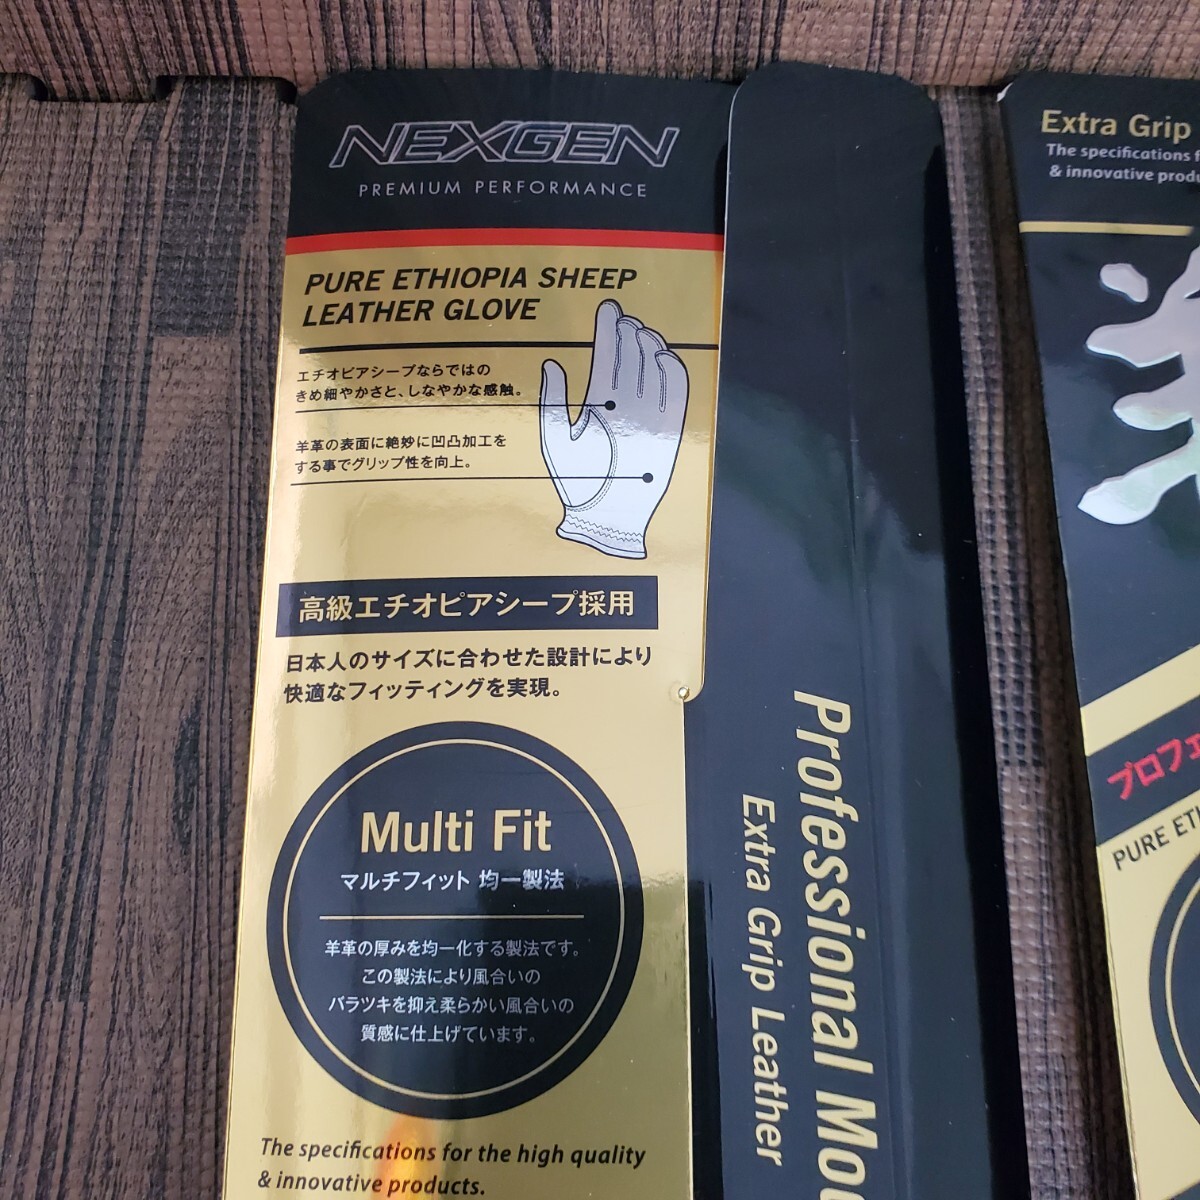 NEXGEN
PREMIUM PERFORMANCE
PURE ETHIOPIA SHEEP
LEATHER GLOVE
エチオピアシープならではの
きめ細やかさと、しなやかな感触。
羊革の表面に絶妙に凹凸加工を
する事でグリップ性を向上。
高級エチオピアシープ採用
日本人のサイズに合わせた設計により
快適なフィッティングを実現。
Multi Fit
マルチフィット 均一製法
羊革の厚みを均一化する製法です。
この製法により風合いの
バラツキを抑え柔らかい風合いの
質感に仕上げています。
The specifications for the high quality
& innovative products.
Professional Mo
Extra Grip Leather
Extra Grip
The specifications f
& innovative produ
プロフェ
PURE ETH